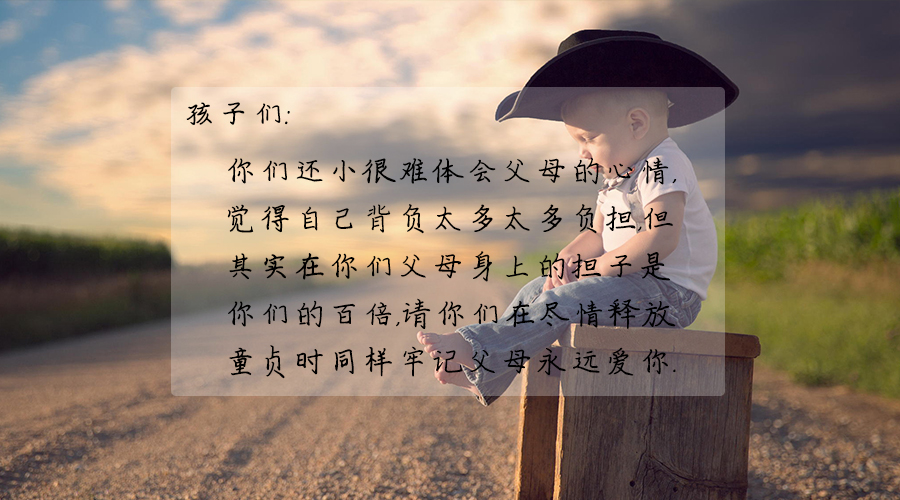 孩子们:
你们还小很难体会父母的心情,
觉得自己背负太多太多负担,但
其实在你们父母身上的担子是
你们的百倍,请你们在尽情释放
童贞时同样牢记父母永远爱你.